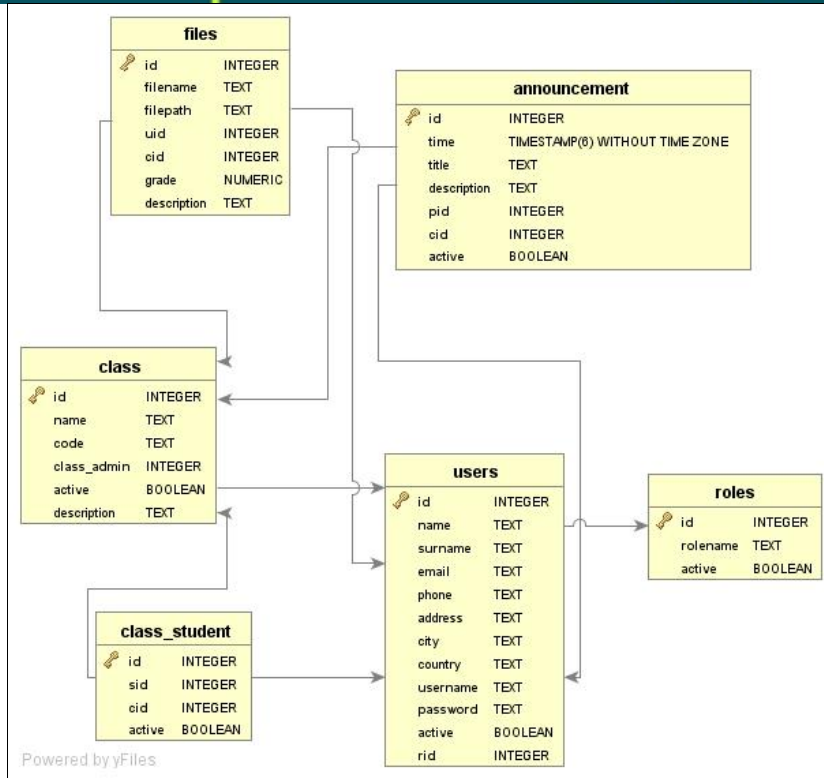 files
id INTEGER
filename TEXT
filepath TEXT
uid INTEGER
cid INTEGER
grade NUMERIC
description TEXT
announcement
id INTEGER
time TIMESTAMP(6) WITHOUT TIME ZONE
title TEXT
description TEXT
pid INTEGER
cid INTEGER
active BOOLEAN
class
id INTEGER
name TEXT
code TEXT
class_admin INTEGER
active BOOLEAN
description TEXT
users
id INTEGER
name TEXT
surname TEXT
email TEXT
phone TEXT
address TEXT
city TEXT
country TEXT
username TEXT
password TEXT
active BOOLEAN
rid INTEGER
roles
id INTEGER
rolename TEXT
active BOOLEAN
class_student
id INTEGER
sid INTEGER
cid INTEGER
active BOOLEAN
Powered by yFiles